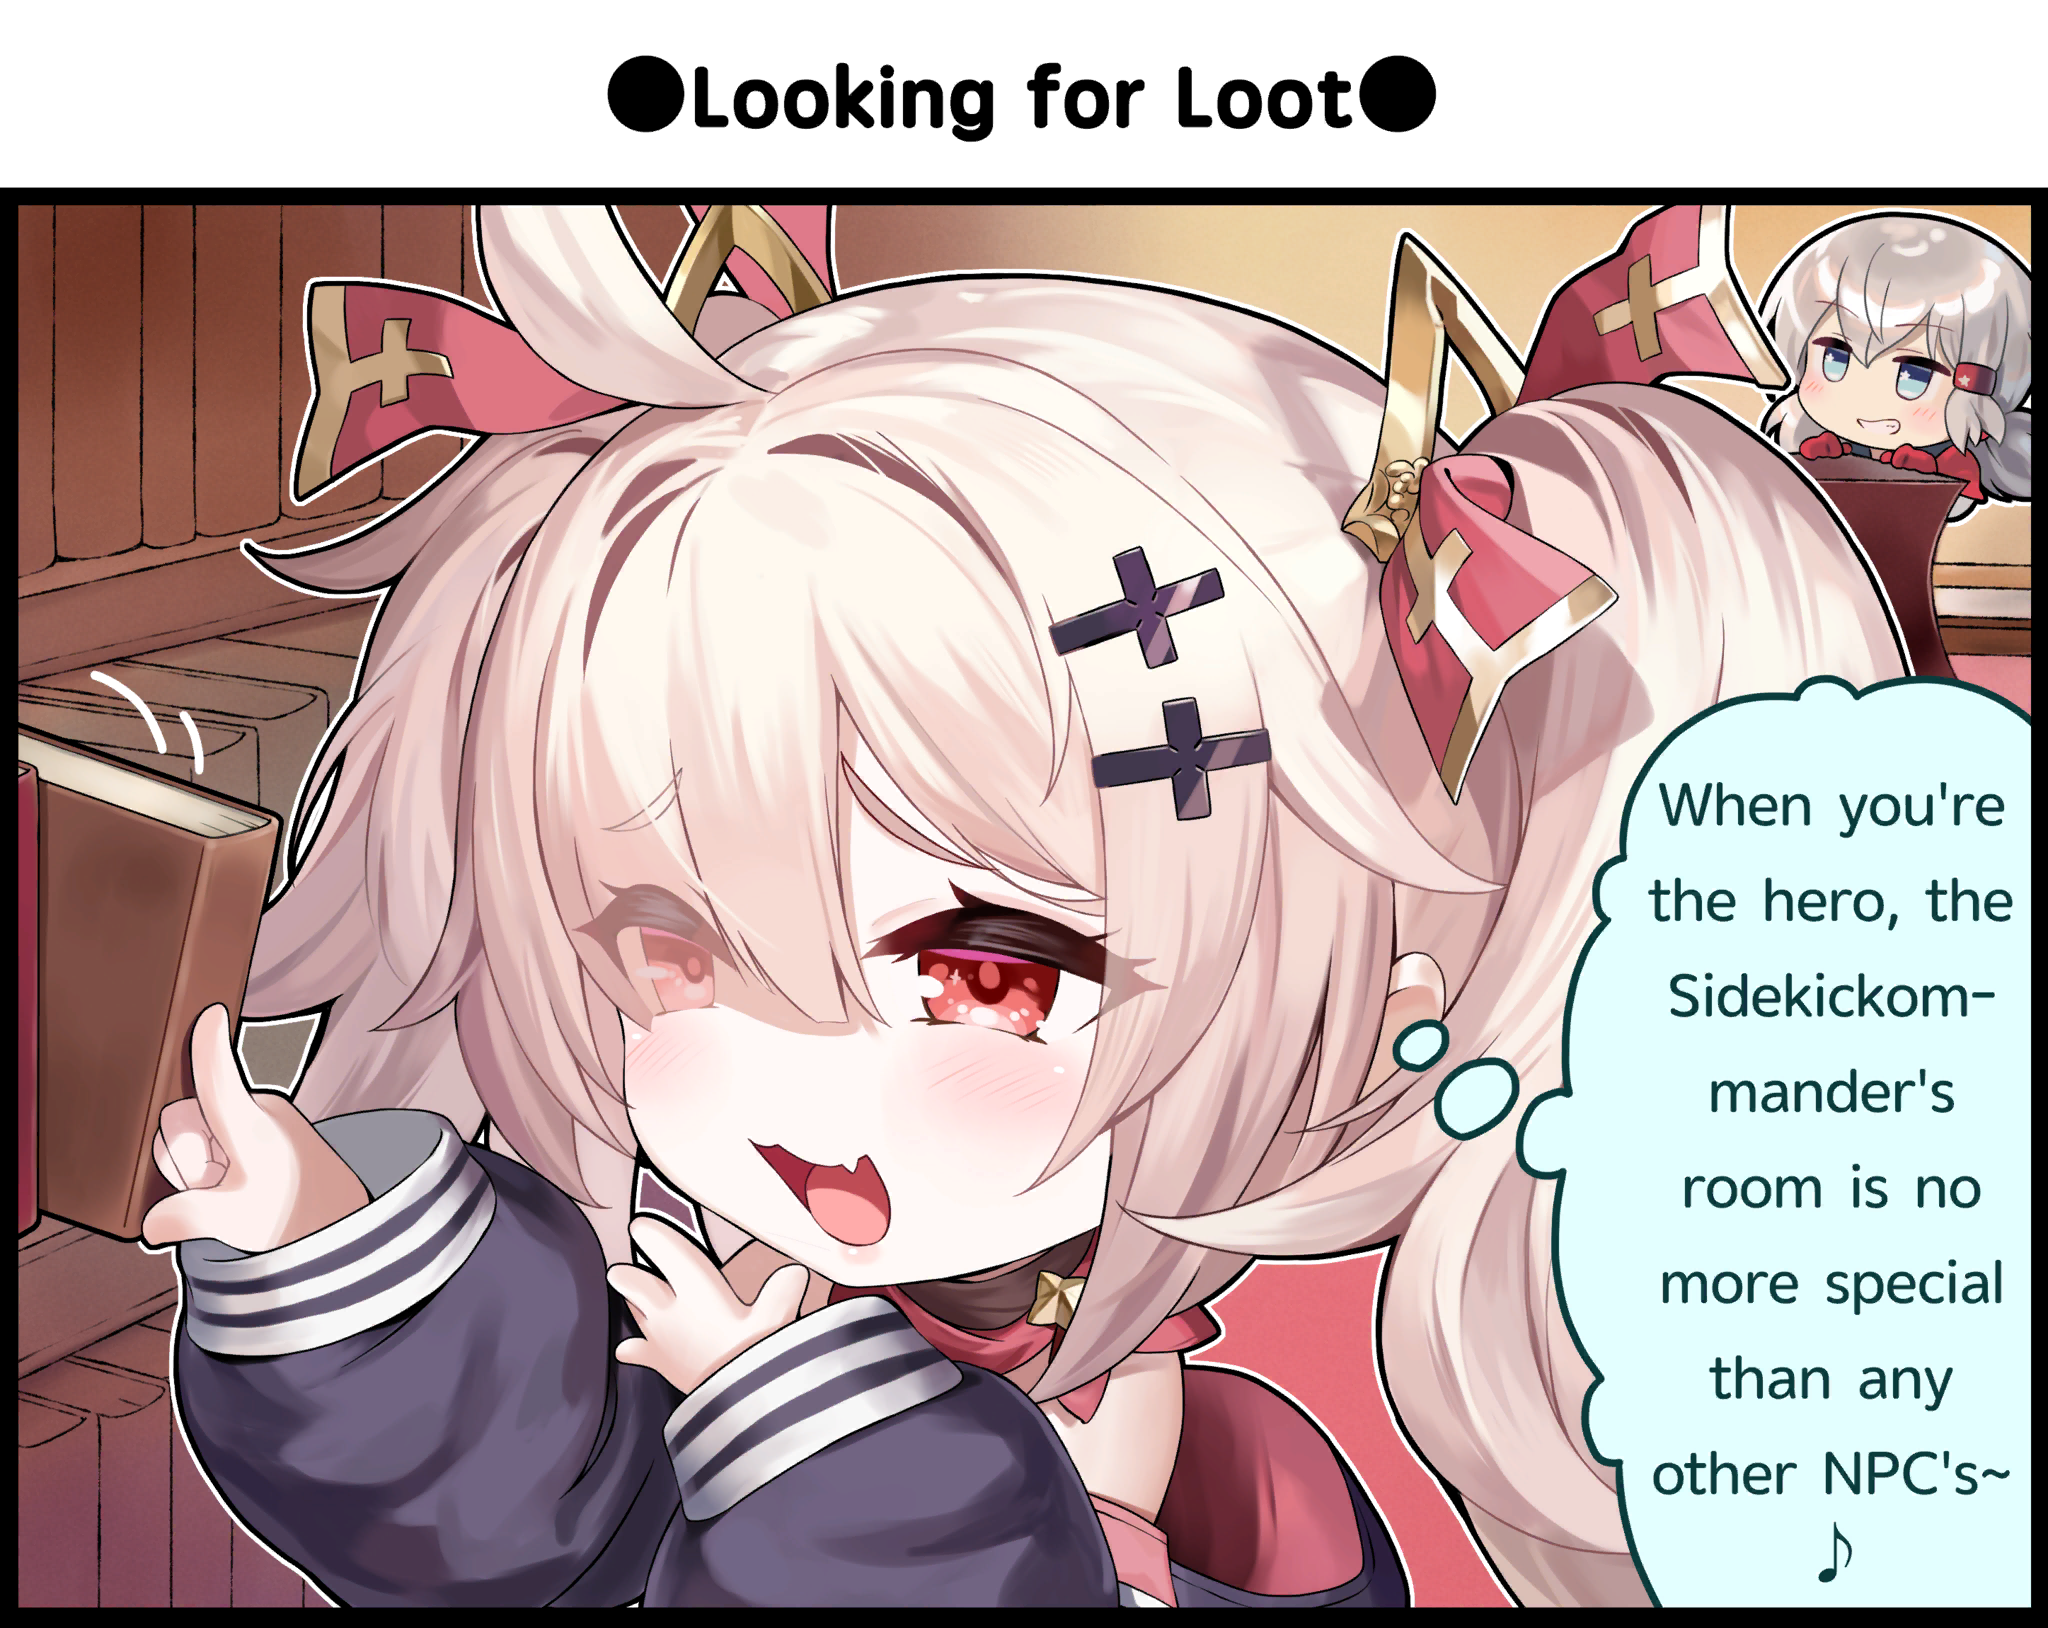 ●Looking for Loot●
When you're
the hero, the
Sidekickom-
mander's
room is no
more special
than any
other NPC's~
♪